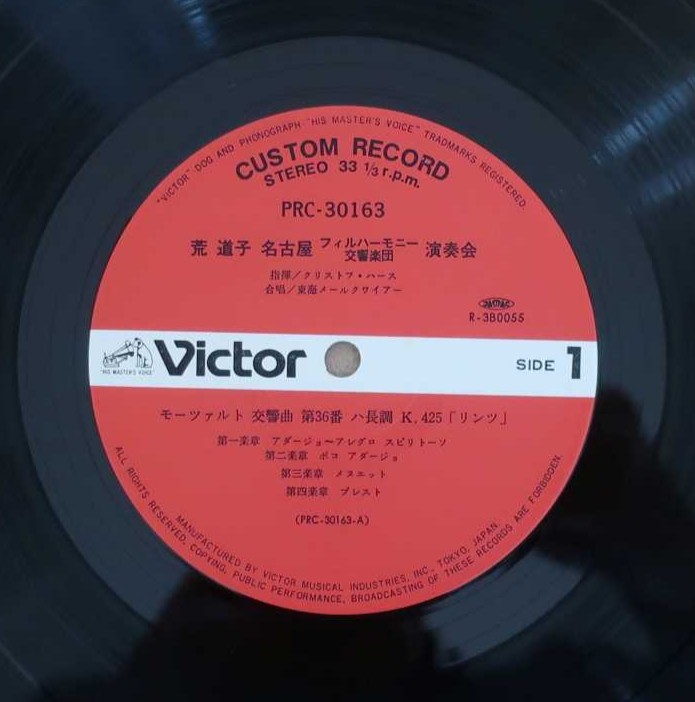 "VICTOR" DOG AND PHONOGRAPH "HIS MASTER'S VOICE" TRADMARKS REGISTERED.
CUSTOM RECORD
STEREO 33 1/3 r.p.m.
PRC-30163
荒 道子 名古屋 フィルハーモニー 交響楽団 演奏会
指揮/クリストフ・ハース
合唱/東海メールクワイアー
JASRAC
R-3B0055
"HIS MASTER'S VOICE"
Victor
SIDE 1
モーツァルト 交響曲 第36番 ハ長調 K.425「リンツ」
第一楽章 アダージョ〜アレグロ スピリトーソ
第二楽章 ポコ アダージョ
第三楽章 メヌエット
第四楽章 プレスト
(PRC-30163-A)
MANUFACTURED BY VICTOR MUSICAL INDUSTRIES, INC., TOKYO, JAPAN.
ALL RIGHTS RESERVED, COPYING, PUBLIC PERFORMANCE, BROADCASTING OF THESE RECORDS ARE FORBIDDEN.